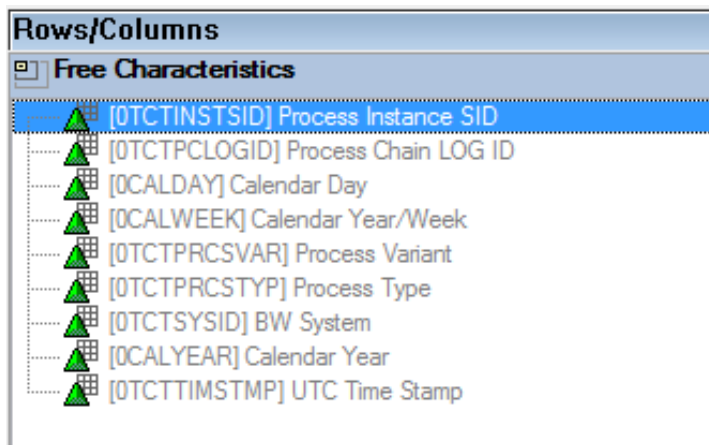 Rows/Columns
Free Characteristics
[0TCTINSTSID] Process Instance SID
[0TCTPCLOGID] Process Chain LOG ID
[0CALDAY] Calendar Day
[0CALWEEK] Calendar Year/Week
[0TCTPRCSVAR] Process Variant
[0TCTPRCSTYP] Process Type
[0TCTSYSID] BW System
[0CALYEAR] Calendar Year
[0TCTTIMSTMP] UTC Time Stamp